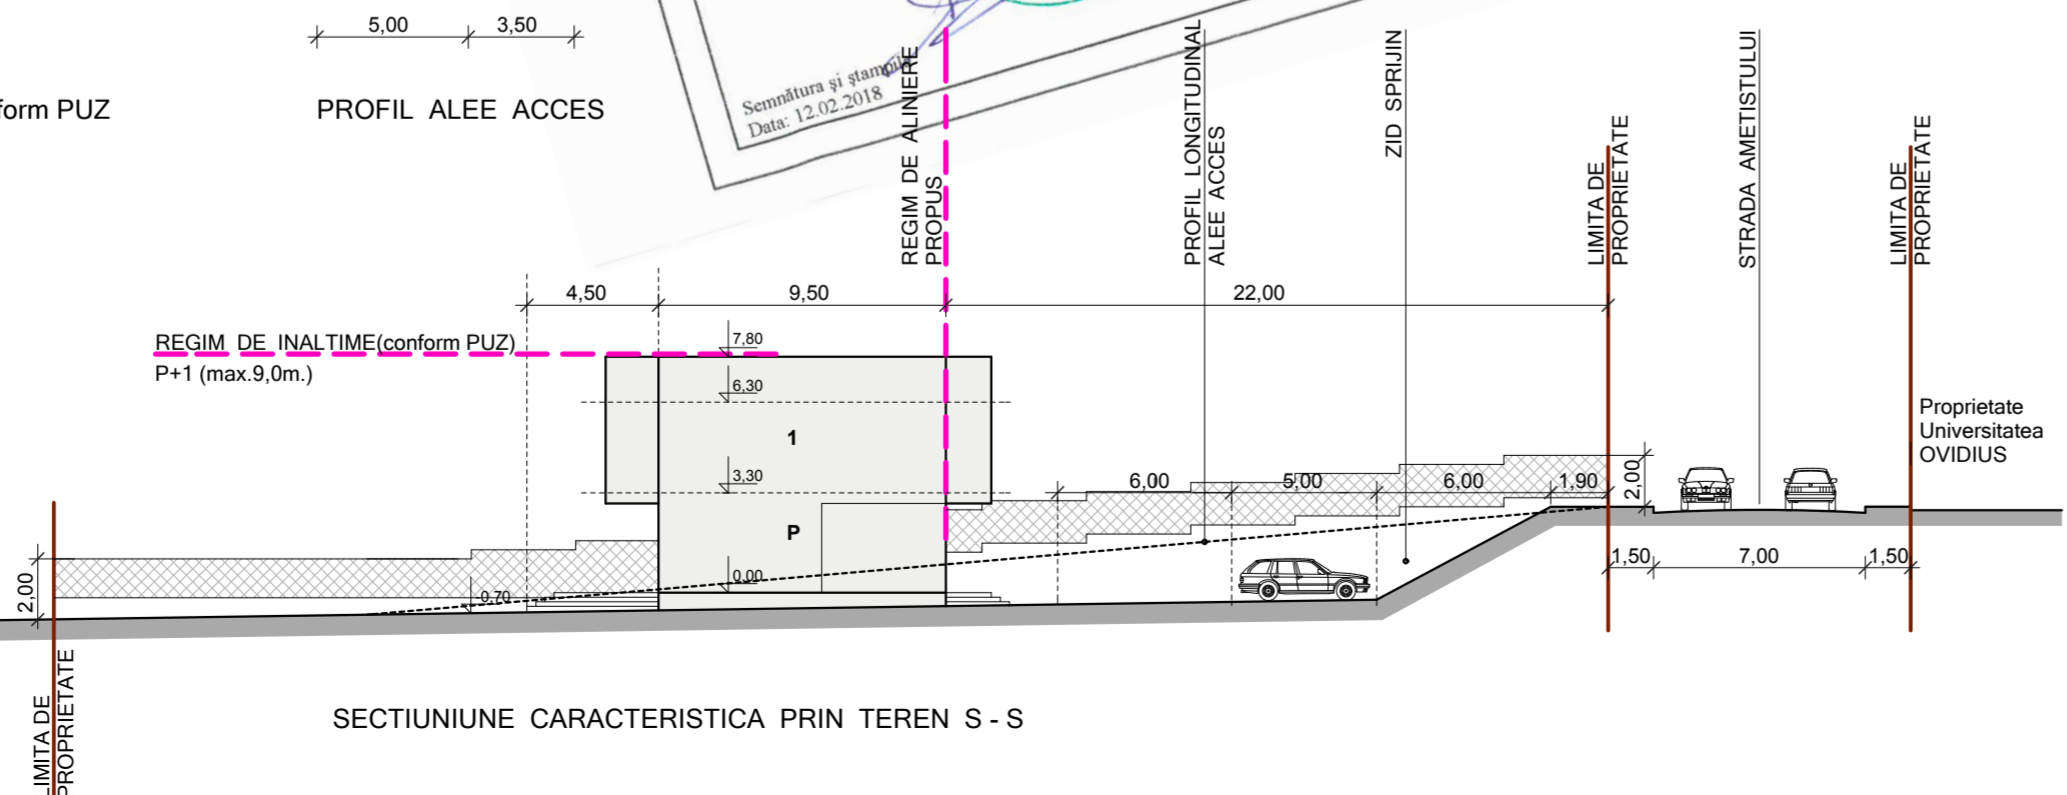 5,00 3,50
form PUZ
PROFIL ALEE ACCES
Semnătura și ștampila
Data: 12.02.2018
REGIM DE ALINIERE
PROPUS
PROFIL LONGITUDINAL
ALEE ACCES
ZID SPRIJIN
LIMITA DE
PROPRIETATE
STRADA AMETISTULUI
LIMITA DE
PROPRIETATE
4,50 9,50 22,00
REGIM DE INALTIME(conform PUZ)
P+1 (max.9,0m.)
7,80
6,30
1
3,30
P
0,00
-0,70
2,00
6,00 5,00 6,00 1,90
2,00
1,50 7,00 1,50
Proprietate
Universitatea
OVIDIUS
LIMITA DE
PROPRIETATE
SECTIUNIUNE CARACTERISTICA PRIN TEREN S - S